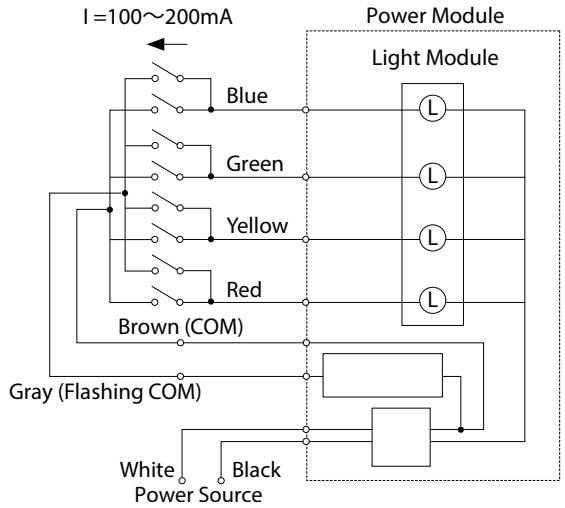 I =100～200mA
Power Module
Light Module
Blue
L
Green
L
Yellow
L
Red
L
Brown (COM)
Gray (Flashing COM)
White
Black
Power Source